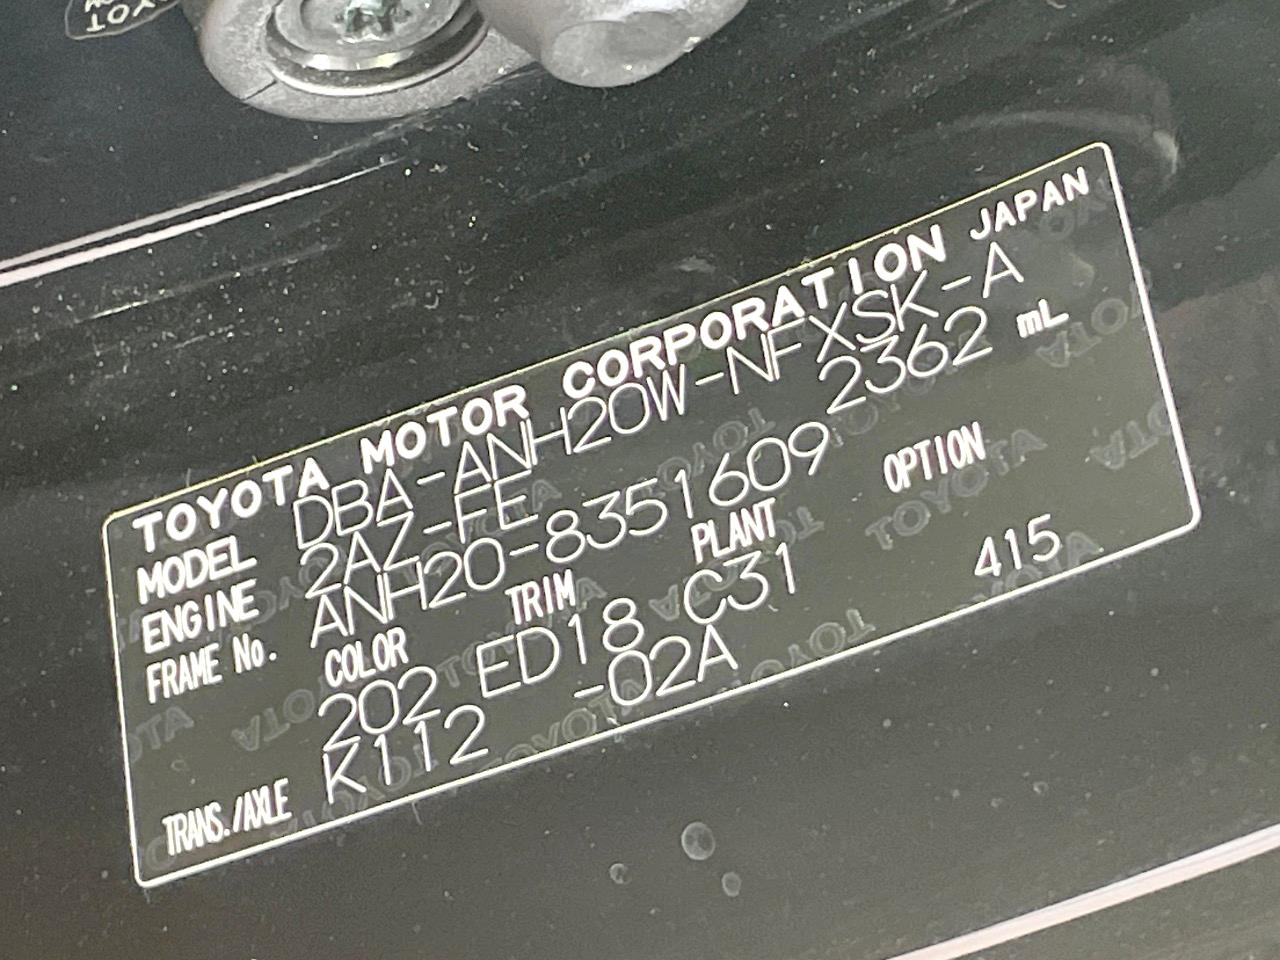 TOYOTA MOTOR CORPORATION JAPAN
MODEL DBA-ANH20W-NFXSK-A
ENGINE 2AZ-FE 2362 mL
FRAME No. ANH20-8351609
COLOR TRIM PLANT OPTION
202 ED18 C31 415
TRANS./AXLE K112 -02A